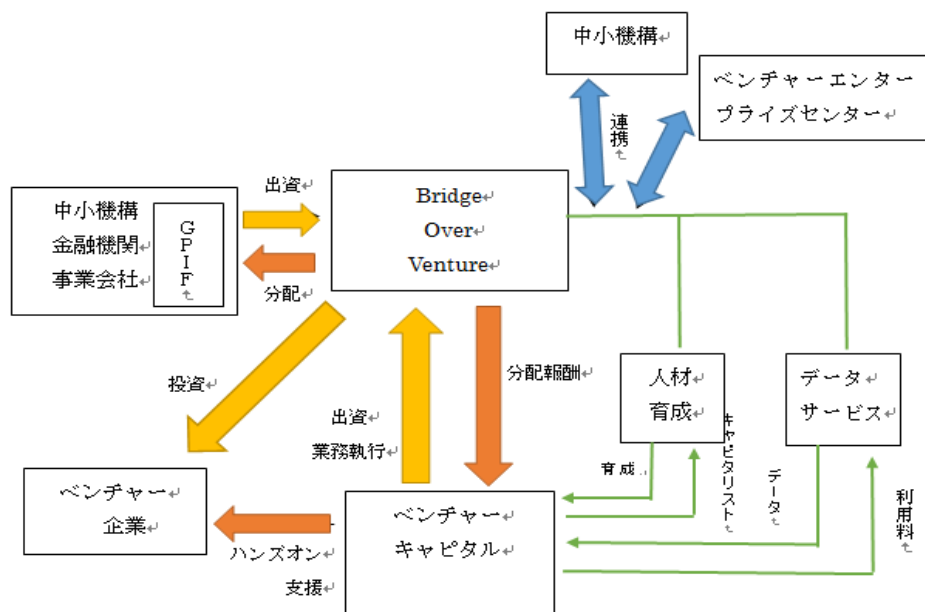 中小機構
ベンチャーエンター
プライズセンター
連携
出資
中小機構
金融機関
事業会社
GPIF
分配
Bridge
Over
Venture
投資
出資
業務執行
分配報酬
人材
育成
データ
サービス
育成
キャピタリスト
データ
利用料
ベンチャー
企業
ハンズオン
支援
ベンチャー
キャピタル